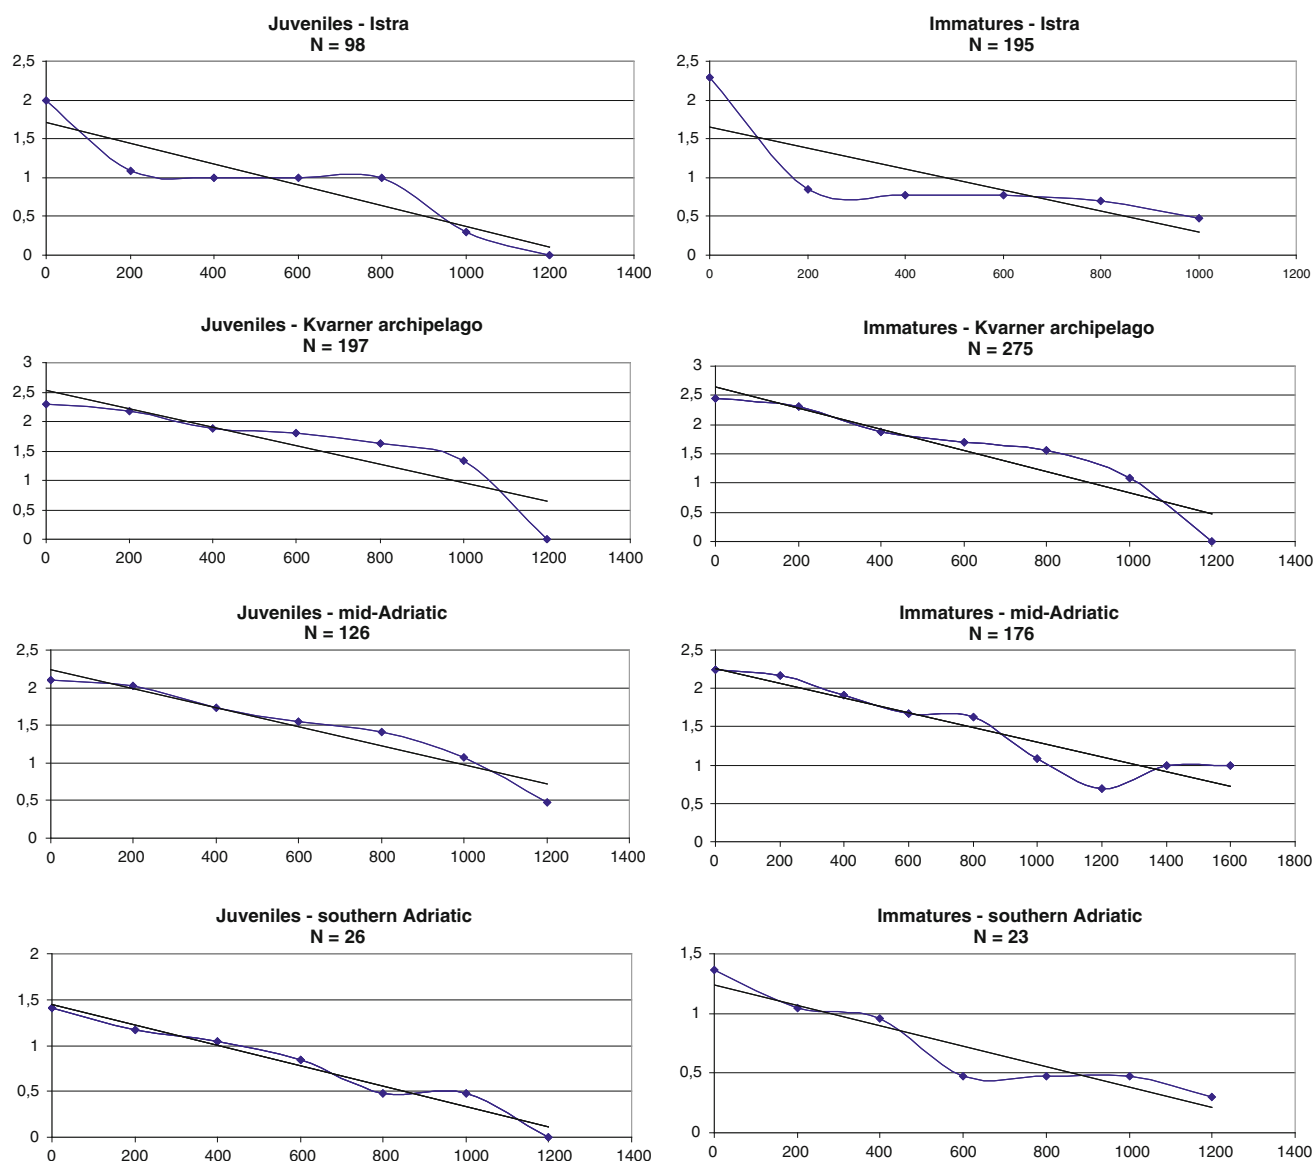 Juveniles - Istra
N = 98
2,5
2
1,5
1
0,5
0
0 200 400 600 800 1000 1200 1400
Immatures - Istra
N = 195
2,5
2
1,5
1
0,5
0
0 200 400 600 800 1000 1200
Juveniles - Kvarner archipelago
N = 197
3
2,5
2
1,5
1
0,5
0
0 200 400 600 800 1000 1200 1400
Immatures - Kvarner archipelago
N = 275
3
2,5
2
1,5
1
0,5
0
0 200 400 600 800 1000 1200 1400
Juveniles - mid-Adriatic
N = 126
2,5
2
1,5
1
0,5
0
0 200 400 600 800 1000 1200 1400
Immatures - mid-Adriatic
N = 176
2,5
2
1,5
1
0,5
0
0 200 400 600 800 1000 1200 1400 1600 1800
Juveniles - southern Adriatic
N = 26
2
1,5
1
0,5
0
0 200 400 600 800 1000 1200 1400
Immatures - southern Adriatic
N = 23
1,5
1
0,5
0
0 200 400 600 800 1000 1200 1400